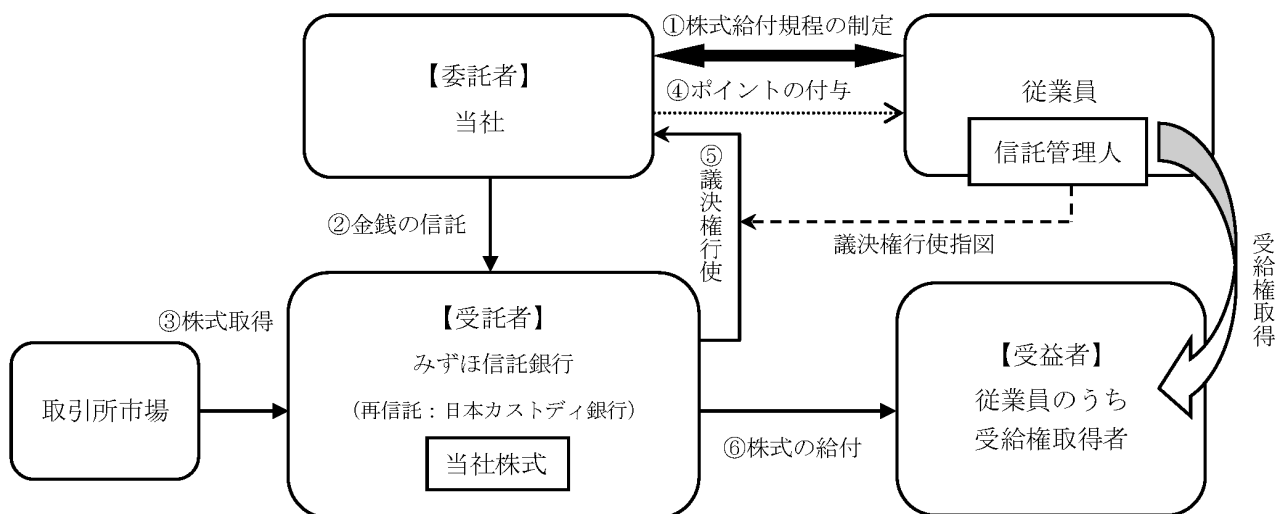 ①株式給付規程の制定
【委託者】
当社
④ポイントの付与
従業員
信託管理人
②金銭の信託
⑤議決権行使
議決権行使指図
受給権取得
③株式取得
取引所市場
【受託者】
みずほ信託銀行
(再信託:日本カストディ銀行)
当社株式
⑥株式の給付
【受益者】
従業員のうち
受給権取得者